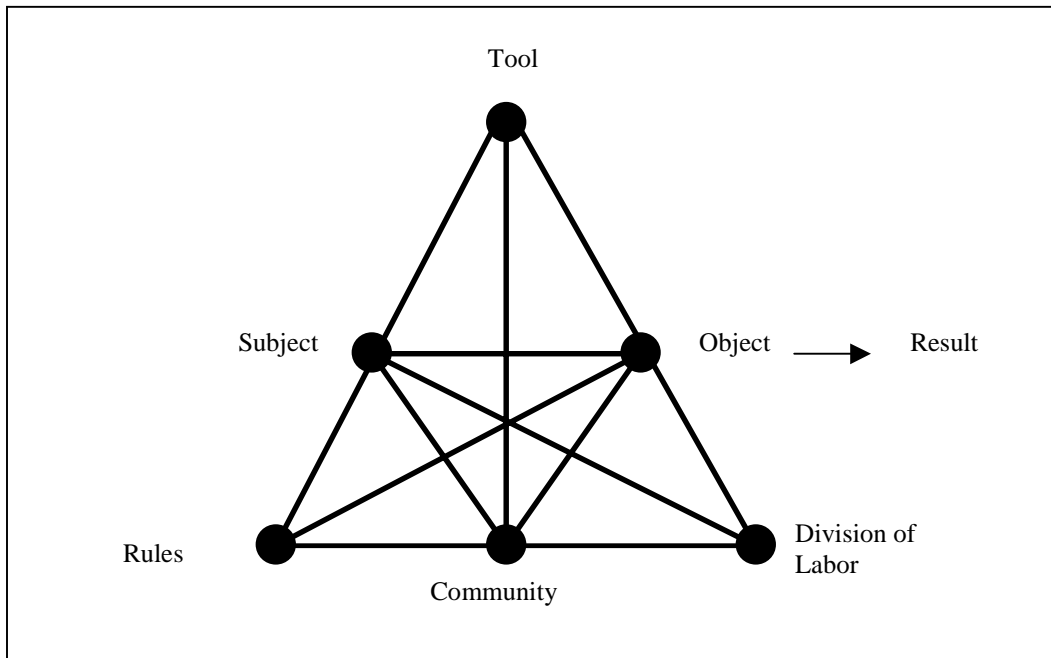 Tool
Subject
Object
Result
Rules
Community
Division of
Labor